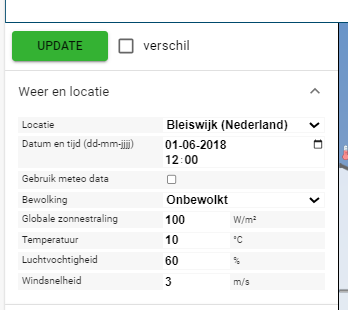 UPDATE verschil
Weer en locatie
Locatie Bleiswijk (Nederland)
Datum en tijd (dd-mm-jjjj) 01-06-2018
12:00
Gebruik meteo data
Bewolking Onbewolkt
Globale zonnestraling 100 W/m²
Temperatuur 10 °C
Luchtvochtigheid 60 %
Windsnelheid 3 m/s